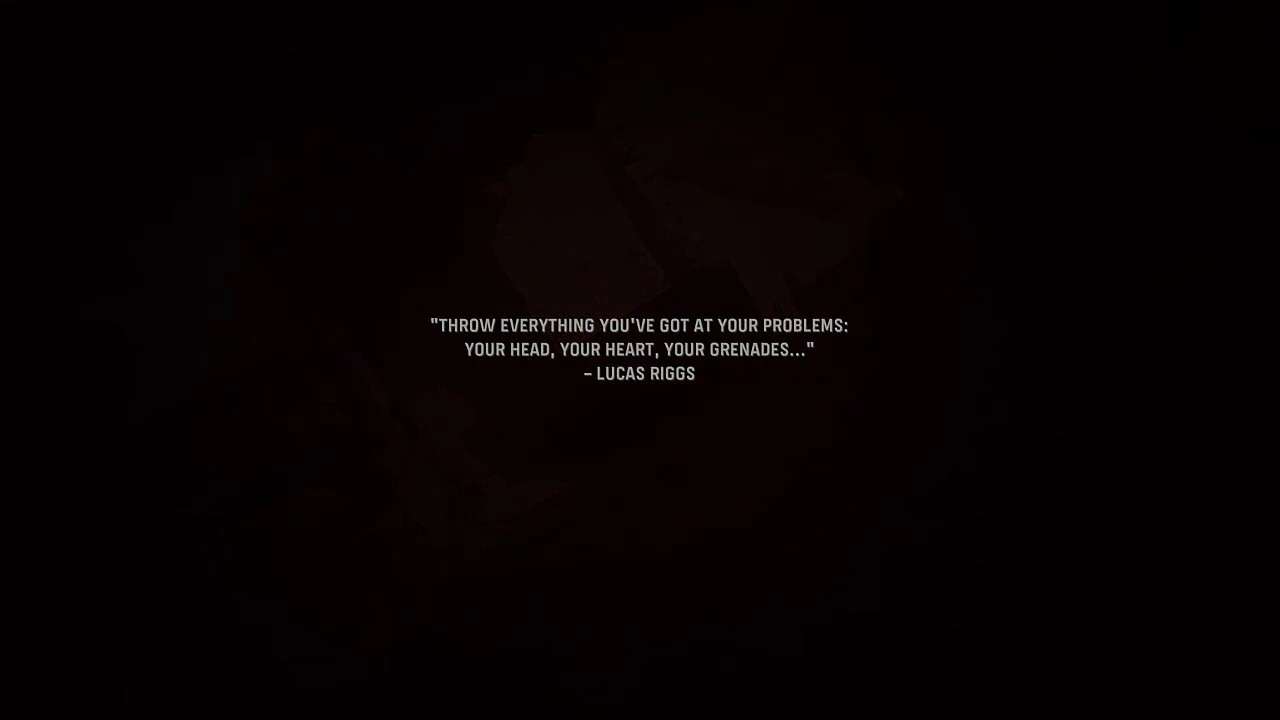 "THROW EVERYTHING YOU'VE GOT AT YOUR PROBLEMS:
YOUR HEAD, YOUR HEART, YOUR GRENADES..."
– LUCAS RIGGS